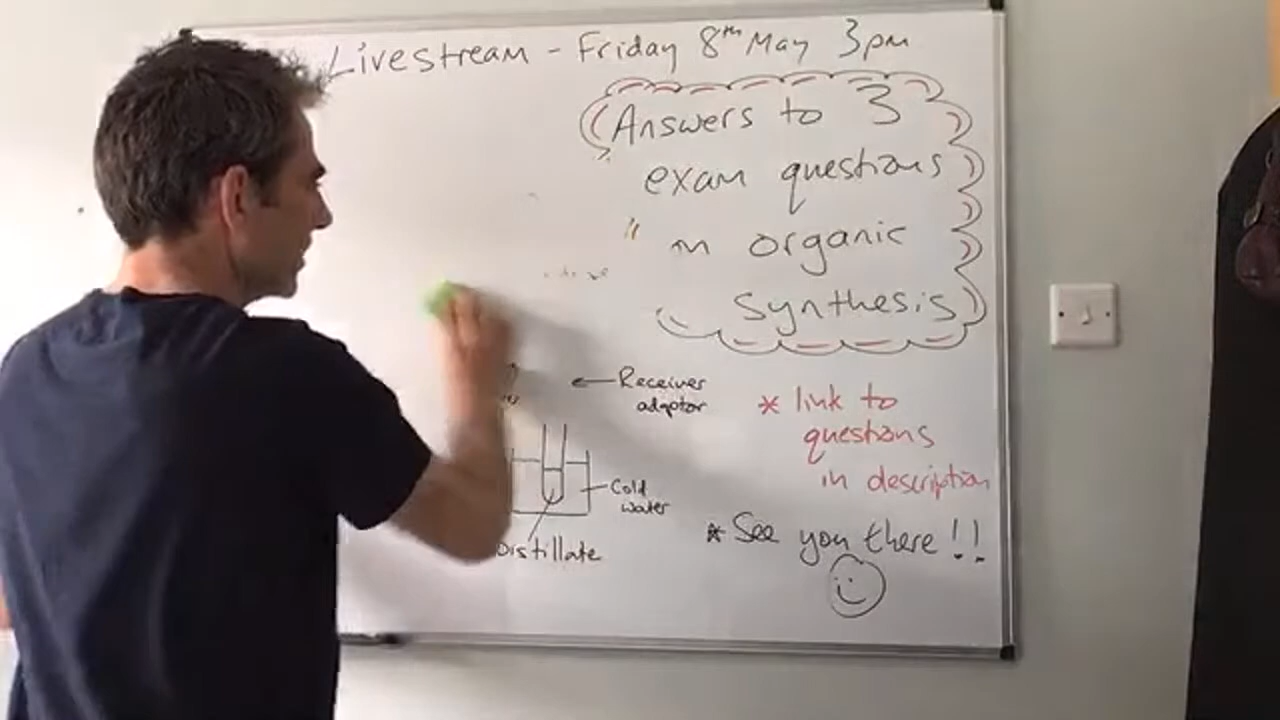 Livestream - Friday 8th May 3pm
Answers to 3
exam questions
in organic
Synthesis
Receiver
adaptor
* link to
questions
in description
Cold
water
Distillate
* See you there!!